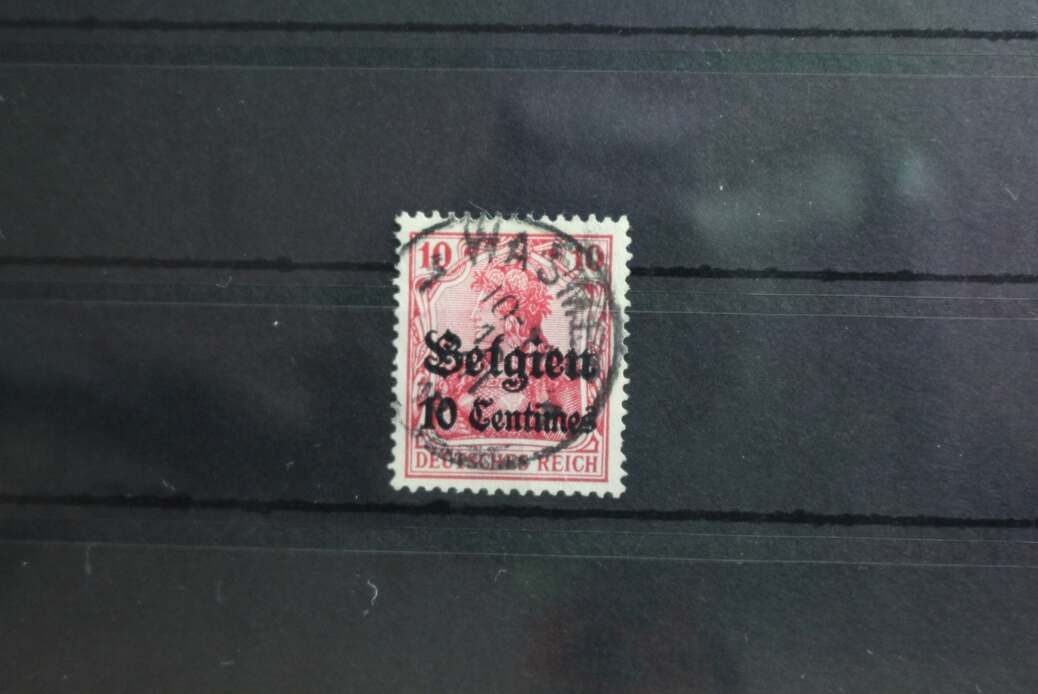 10 10
Belgien
10 Centimes
DEUTSCHES REICH